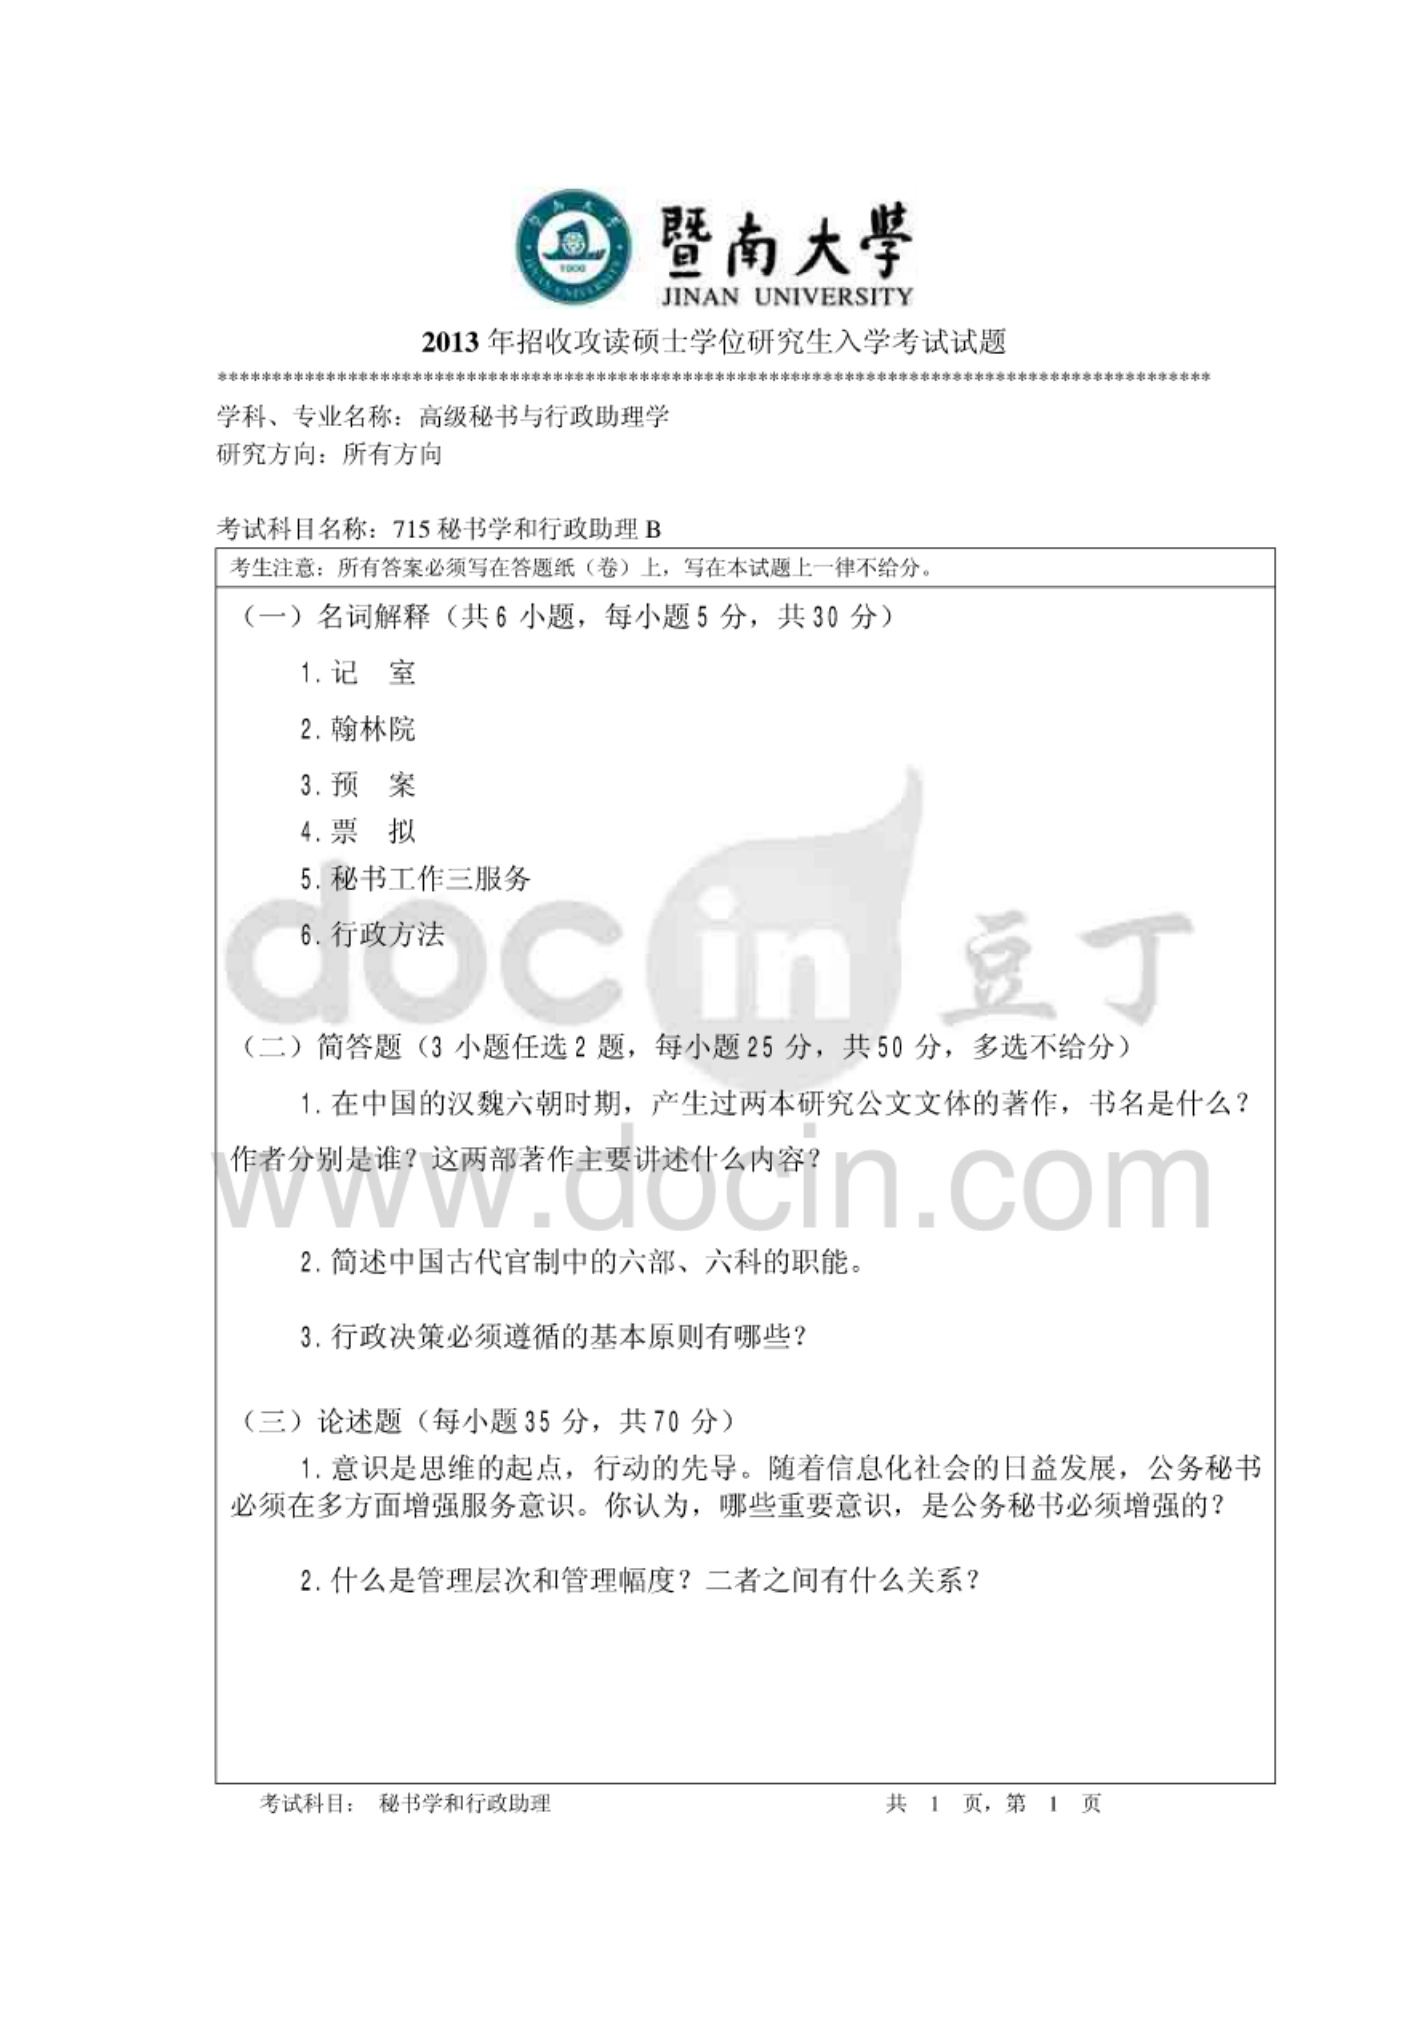 暨南大學
JINAN UNIVERSITY
2013 年招收攻读硕士学位研究生入学考试试题
********************************************************************************************
学科、专业名称：高级秘书与行政助理学
研究方向：所有方向
考试科目名称：715 秘书学和行政助理 B
考生注意：所有答案必须写在答题纸（卷）上，写在本试题上一律不给分。
（一）名词解释（共 6 小题，每小题 5 分，共 30 分）
1.记　室
2.翰林院
3.预　案
4.票　拟
5.秘书工作三服务
6.行政方法
docin 豆丁
（二）简答题（3 小题任选 2 题，每小题 25 分，共 50 分，多选不给分）
1.在中国的汉魏六朝时期，产生过两本研究公文文体的著作，书名是什么？
作者分别是谁？这两部著作主要讲述什么内容？
www.docin.com
2.简述中国古代官制中的六部、六科的职能。
3.行政决策必须遵循的基本原则有哪些？
（三）论述题（每小题 35 分，共 70 分）
1.意识是思维的起点，行动的先导。随着信息化社会的日益发展，公务秘书
必须在多方面增强服务意识。你认为，哪些重要意识，是公务秘书必须增强的？
2.什么是管理层次和管理幅度？二者之间有什么关系？
考试科目： 秘书学和行政助理 共 1 页，第 1 页